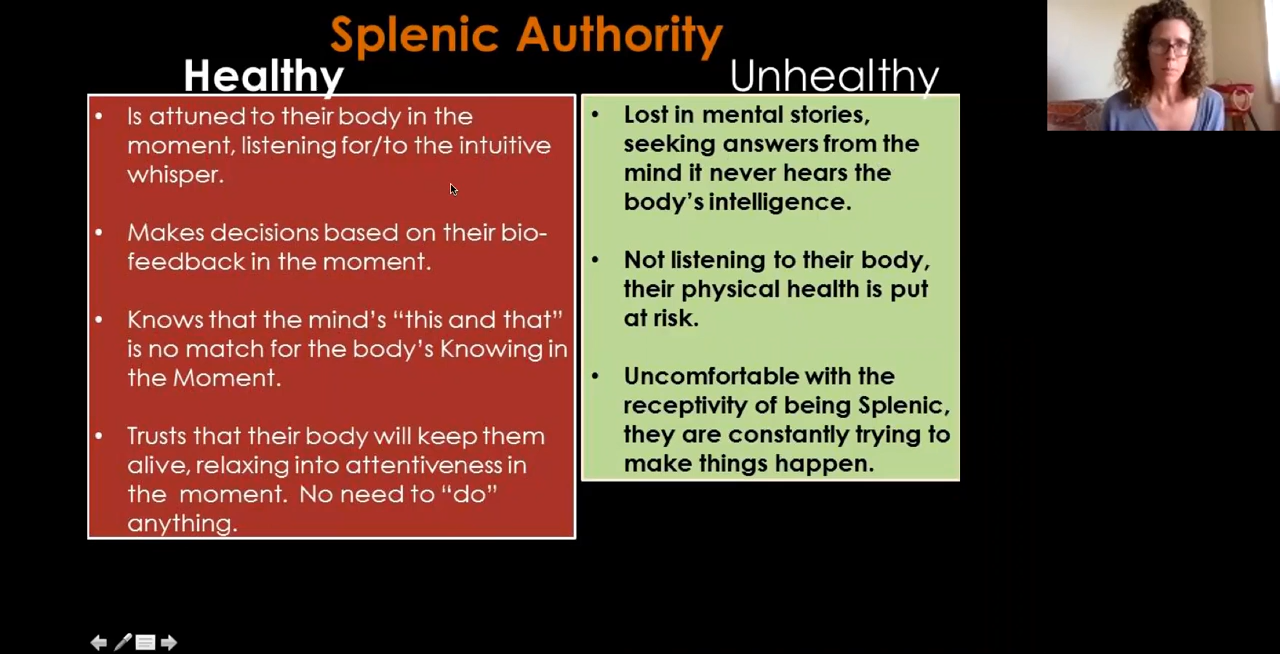 Splenic Authority
Healthy
• Is attuned to their body in the
moment, listening for/to the intuitive
whisper.
• Makes decisions based on their bio-
feedback in the moment.
• Knows that the mind’s “this and that”
is no match for the body’s Knowing in
the Moment.
• Trusts that their body will keep them
alive, relaxing into attentiveness in
the moment. No need to “do”
anything.
Unhealthy
• Lost in mental stories,
seeking answers from the
mind it never hears the
body’s intelligence.
• Not listening to their body,
their physical health is put
at risk.
• Uncomfortable with the
receptivity of being Splenic,
they are constantly trying to
make things happen.